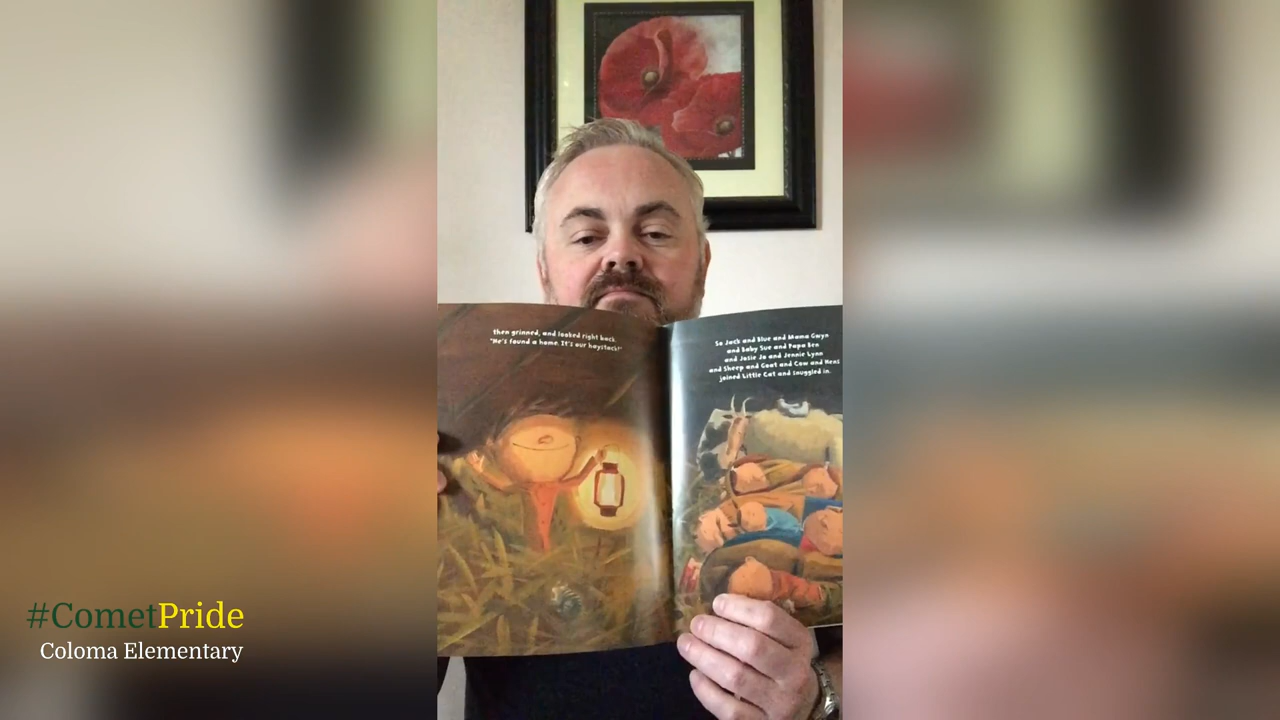 then grinned, and looked right back.
"He's found a home. It's our haystack!"
So Jack and Blue and Mama Gwyn
and Baby Sue and Papa Ben
and Josie Jo and Jennie Lynn
and Sheep and Goat and Cow and Hens
joined Little Cat and snuggled in.
#CometPride
Coloma Elementary